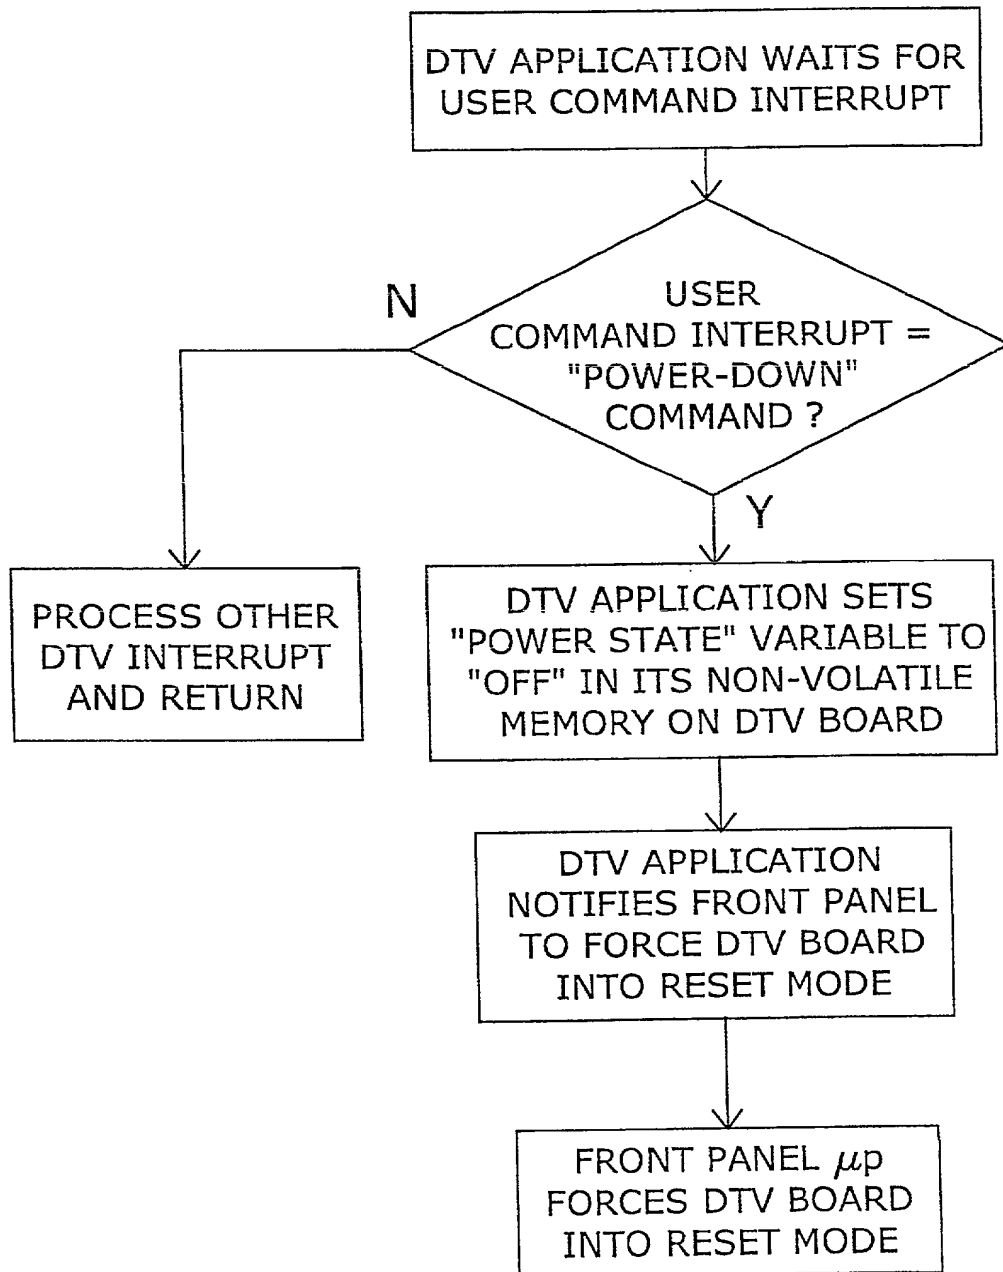 DTV APPLICATION WAITS FOR
USER COMMAND INTERRUPT
N
USER
COMMAND INTERRUPT =
"POWER-DOWN"
COMMAND ?
Y
PROCESS OTHER
DTV INTERRUPT
AND RETURN
DTV APPLICATION SETS
"POWER STATE" VARIABLE TO
"OFF" IN ITS NON-VOLATILE
MEMORY ON DTV BOARD
DTV APPLICATION
NOTIFIES FRONT PANEL
TO FORCE DTV BOARD
INTO RESET MODE
FRONT PANEL μp
FORCES DTV BOARD
INTO RESET MODE